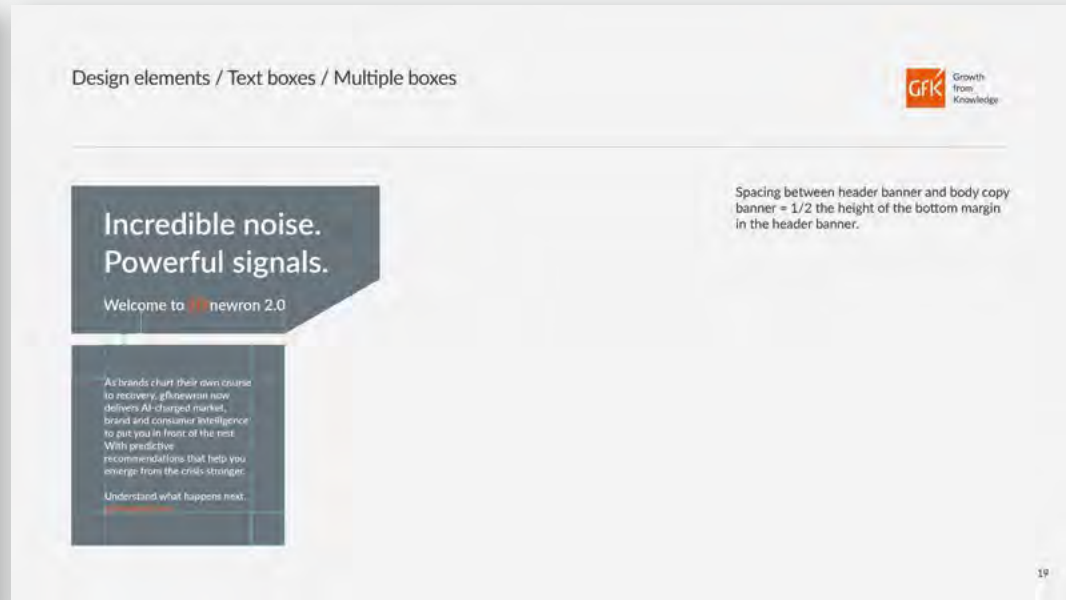 Design elements / Text boxes / Multiple boxes
GfK
Growth
from
Knowledge
Incredible noise.
Powerful signals.
Welcome to newron 2.0
Spacing between header banner and body copy
banner = 1/2 the height of the bottom margin
in the header banner.
As brands chart their own course
to recovery, gfknewron now
delivers AI-charged market,
brand and consumer intelligence
to put you in front of the rest.
With predictive
recommendations that help you
emerge from the crisis stronger.
Understand what happens next.
19